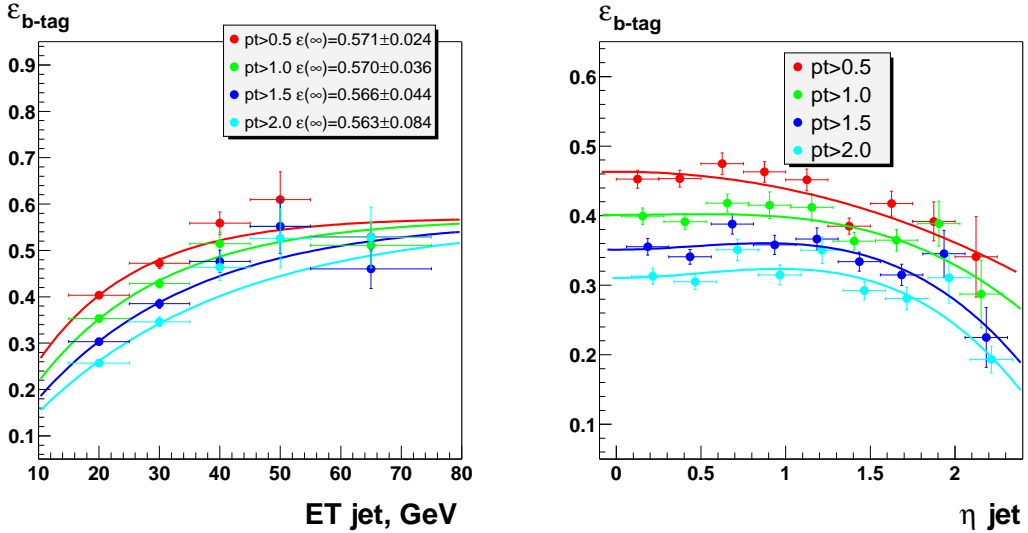 ε b-tag
pt>0.5 ε(∞)=0.571±0.024
pt>1.0 ε(∞)=0.570±0.036
pt>1.5 ε(∞)=0.566±0.044
pt>2.0 ε(∞)=0.563±0.084
0.9
0.8
0.7
0.6
0.5
0.4
0.3
0.2
0.1
10 20 30 40 50 60 70 80
ET jet, GeV
ε b-tag
pt>0.5
pt>1.0
pt>1.5
pt>2.0
0.6
0.5
0.4
0.3
0.2
0.1
0 0.5 1 1.5 2
η jet